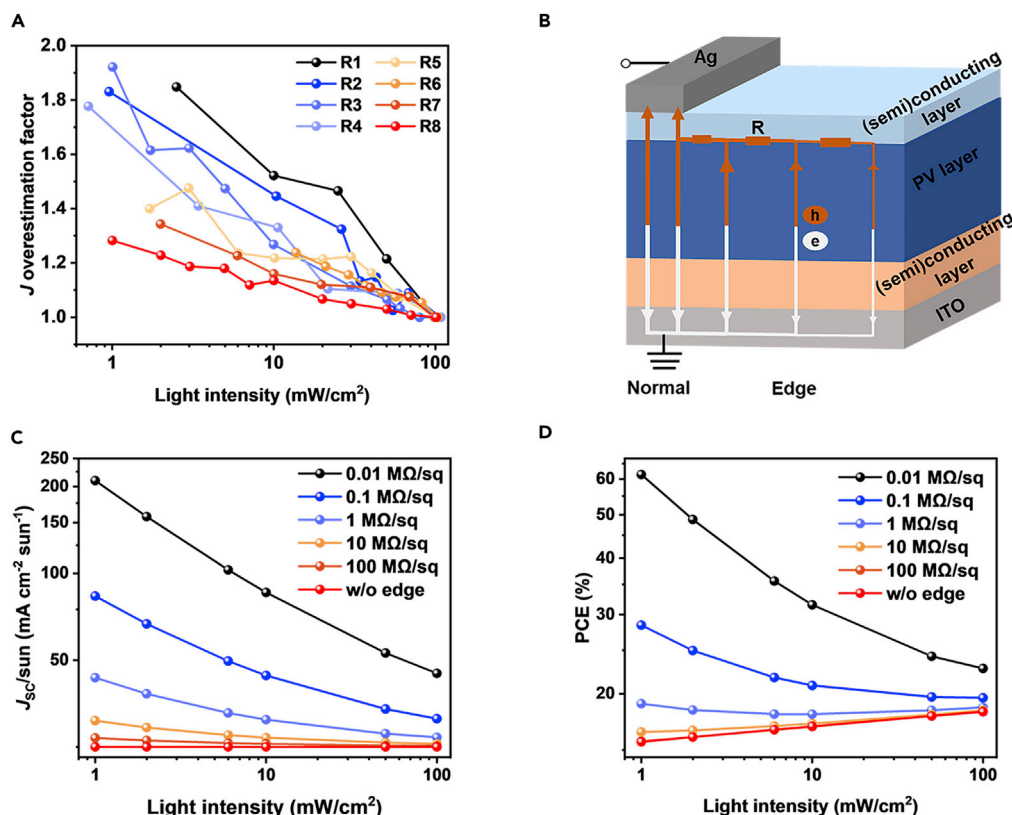 A
J overestimation factor
2.0
1.8
1.6
1.4
1.2
1.0
R1
R2
R3
R4
R5
R6
R7
R8
1
10
100
Light intensity (mW/cm²)
B
Ag
(semi)conducting
layer
R
PV layer
h
e
(semi)conducting
layer
ITO
Normal
Edge
C
JSC/sun (mA cm⁻² sun⁻¹)
250
200
150
100
50
0.01 MΩ/sq
0.1 MΩ/sq
1 MΩ/sq
10 MΩ/sq
100 MΩ/sq
w/o edge
1
10
100
Light intensity (mW/cm²)
D
PCE (%)
60
50
40
30
20
0.01 MΩ/sq
0.1 MΩ/sq
1 MΩ/sq
10 MΩ/sq
100 MΩ/sq
w/o edge
1
10
100
Light intensity (mW/cm²)